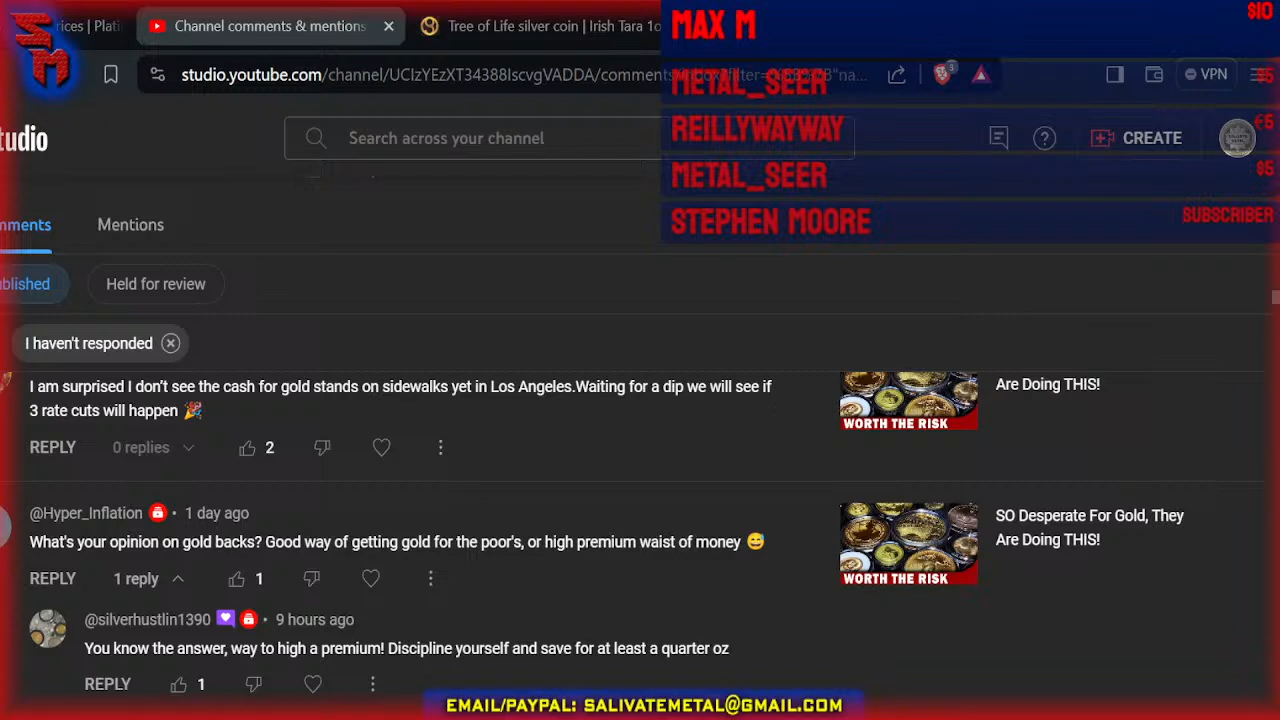 SM
rices | Plati
Channel comments & mentions
Tree of Life silver coin | Irish Tara 1o
MAX M
$10
studio.youtube.com/channel/UCIzYEzXT34388IscvgVADDA/comments
"na...
3
VPN
METAL_SEER
$5
tudio
Search across your channel
REILLYWAYWAY
€5
CREATE
METAL_SEER
$5
STEPHEN MOORE
SUBSCRIBER
mments
Mentions
ublished
Held for review
I haven't responded
I am surprised I don't see the cash for gold stands on sidewalks yet in Los Angeles.Waiting for a dip we will see if
3 rate cuts will happen 🎉
Are Doing THIS!
WORTH THE RISK
REPLY
0 replies
2
@Hyper_Inflation • 1 day ago
What's your opinion on gold backs? Good way of getting gold for the poor's, or high premium waist of money 😅
SO Desperate For Gold, They
Are Doing THIS!
WORTH THE RISK
REPLY
1 reply
1
@silverhustlin1390 • 9 hours ago
You know the answer, way to high a premium! Discipline yourself and save for at least a quarter oz
REPLY
1
EMAIL/PAYPAL: SALIVATEMETAL@GMAIL.COM